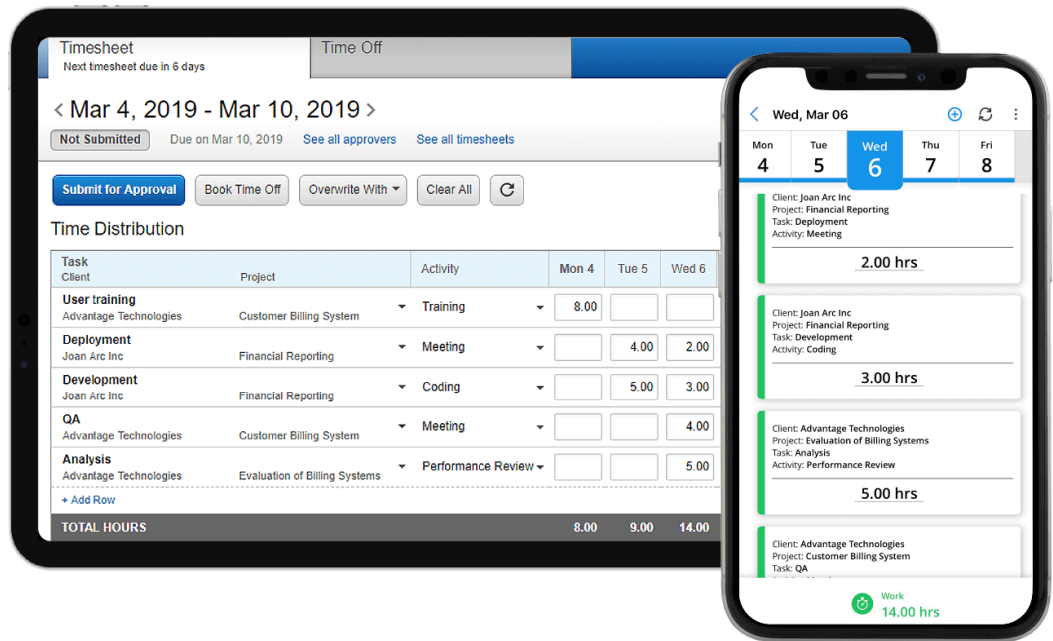 Timesheet
Next timesheet due in 6 days
Time Off
< Mar 4, 2019 - Mar 10, 2019 >
Not Submitted Due on Mar 10, 2019 See all approvers See all timesheets
Submit for Approval Book Time Off Overwrite With Clear All
Time Distribution
Task
Client Project Activity Mon 4 Tue 5 Wed 6
User training
Advantage Technologies Customer Billing System Training 8.00
Deployment
Joan Arc Inc Financial Reporting Meeting 4.00 2.00
Development
Joan Arc Inc Financial Reporting Coding 5.00 3.00
QA
Advantage Technologies Customer Billing System Meeting 4.00
Analysis
Advantage Technologies Evaluation of Billing Systems Performance Review 5.00
+ Add Row
TOTAL HOURS 8.00 9.00 14.00
Wed, Mar 06
Mon Tue Wed Thu Fri
4 5 6 7 8
Client: Joan Arc Inc
Project: Financial Reporting
Task: Deployment
Activity: Meeting
2.00 hrs
Client: Joan Arc Inc
Project: Financial Reporting
Task: Development
Activity: Coding
3.00 hrs
Client: Advantage Technologies
Project: Evaluation of Billing Systems
Task: Analysis
Activity: Performance Review
5.00 hrs
Client: Advantage Technologies
Project: Customer Billing System
Task: QA
Work
14.00 hrs